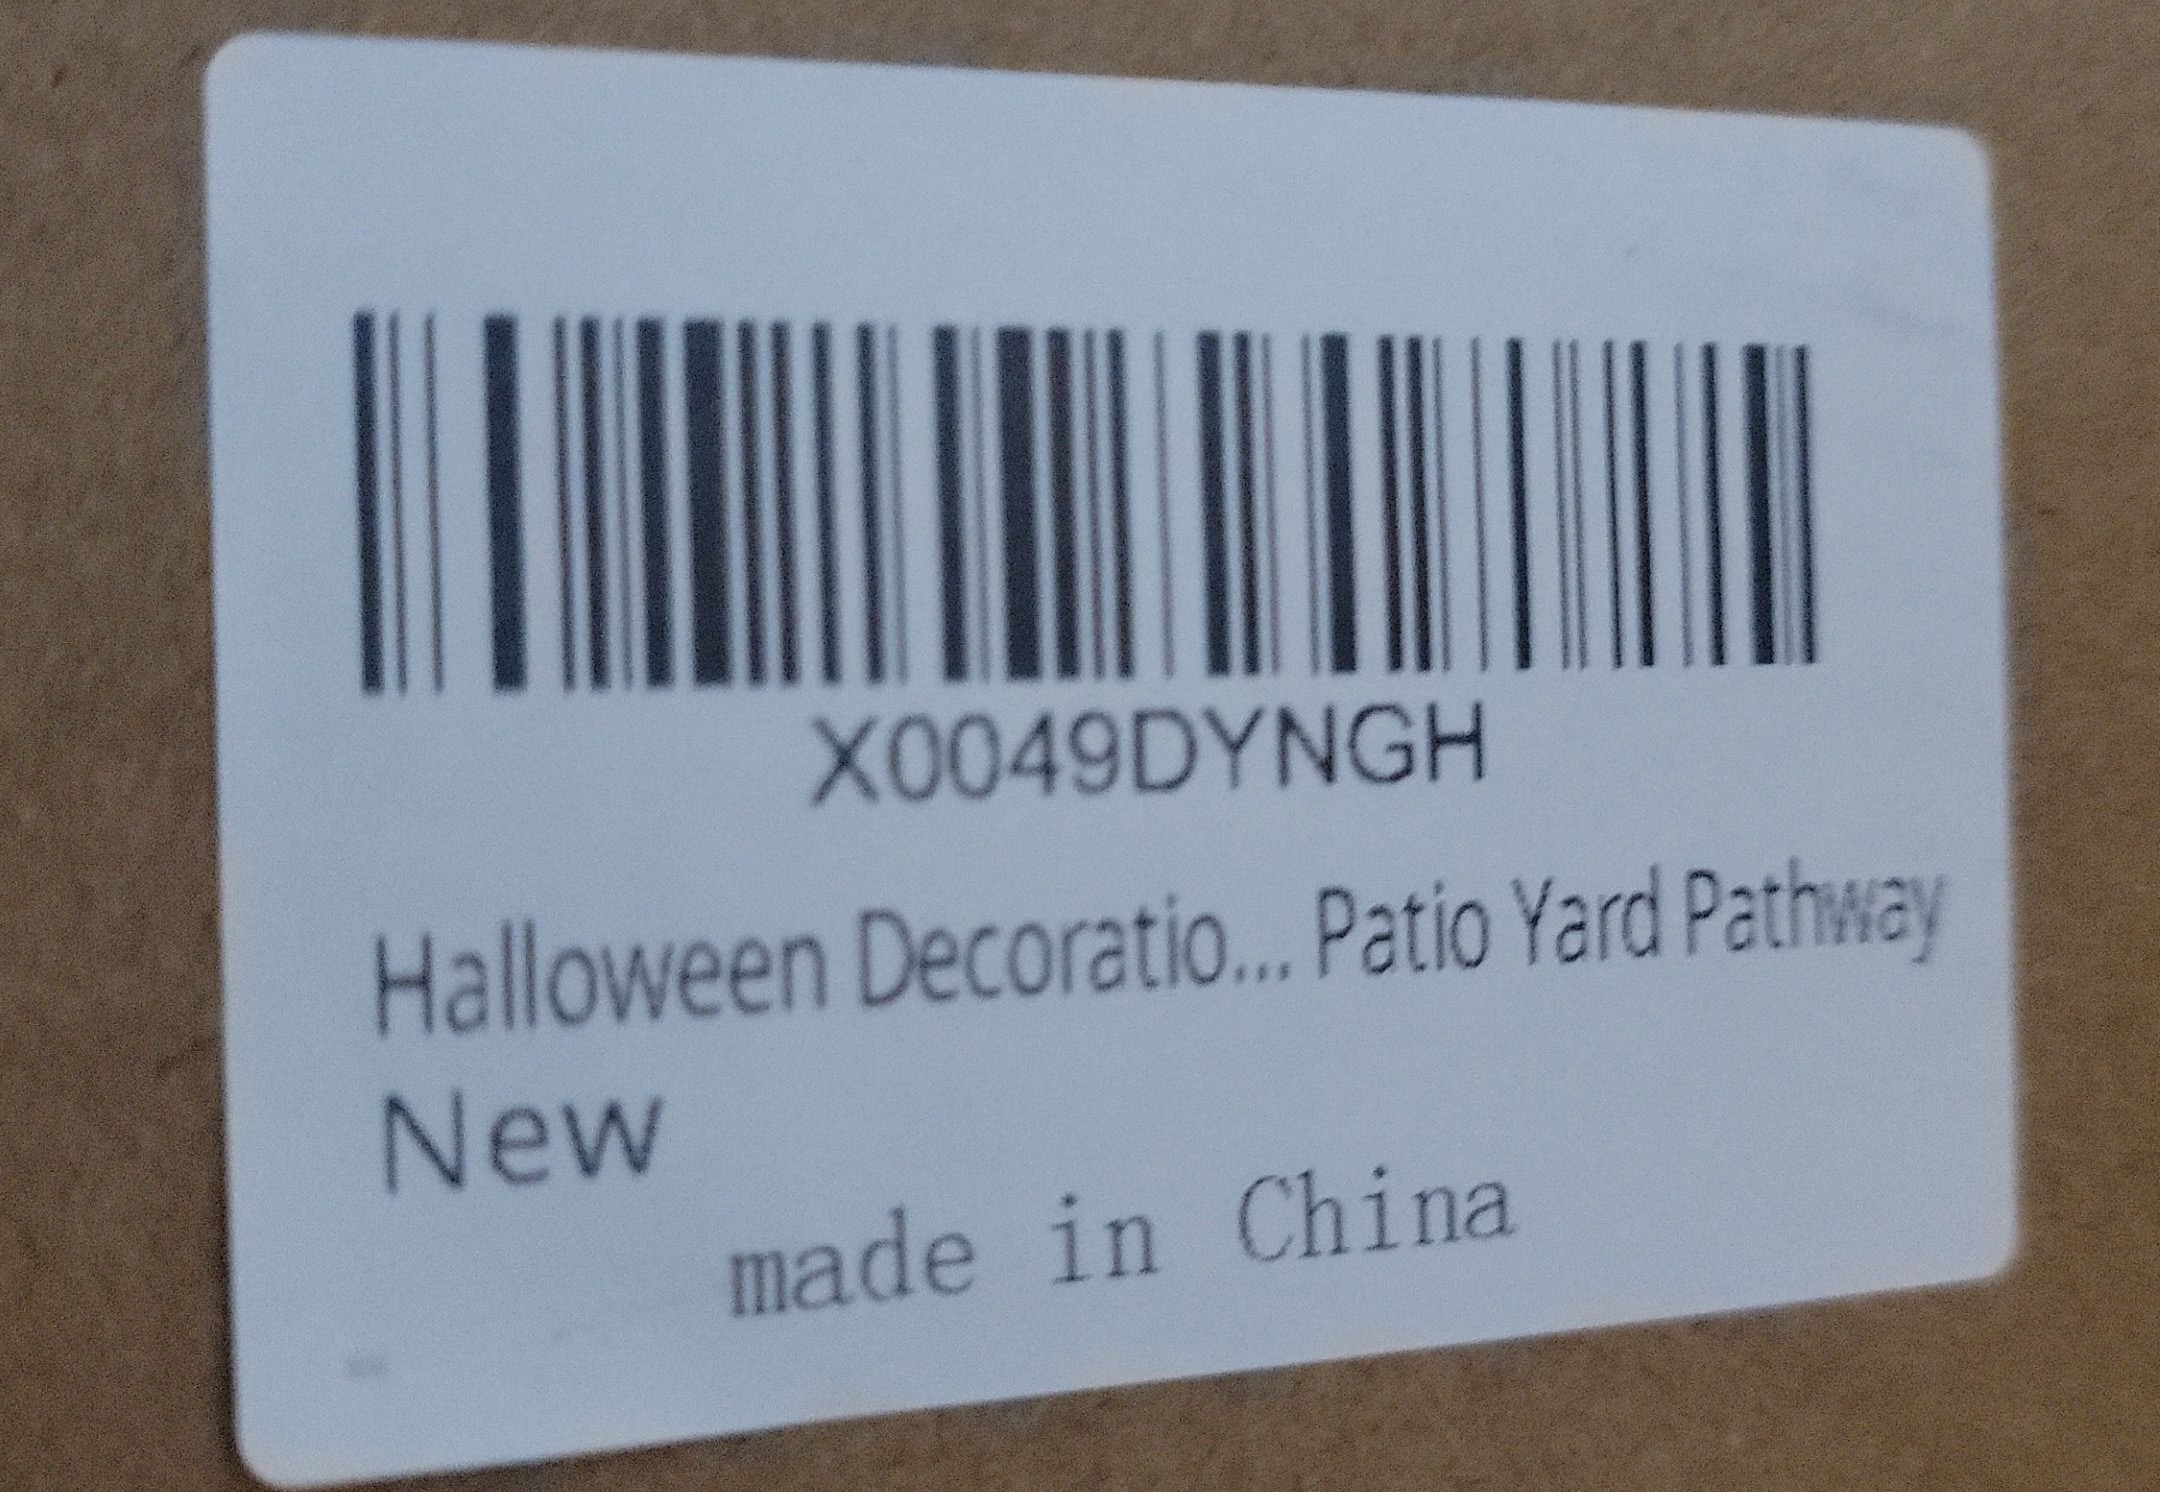 X0049DYNGH
Halloween Decoratio... Patio Yard Pathway
New
made in China